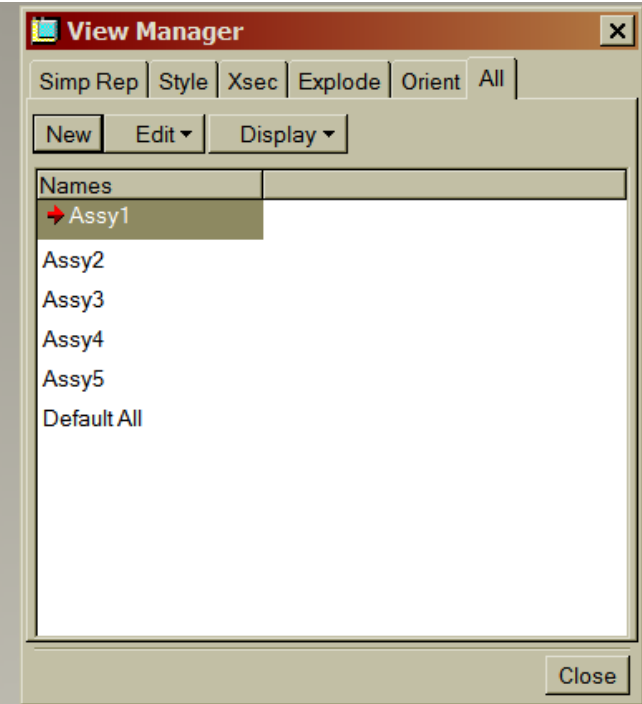 View Manager
Simp Rep Style Xsec Explode Orient All
New Edit Display
Names
Assy1
Assy2
Assy3
Assy4
Assy5
Default All
Close